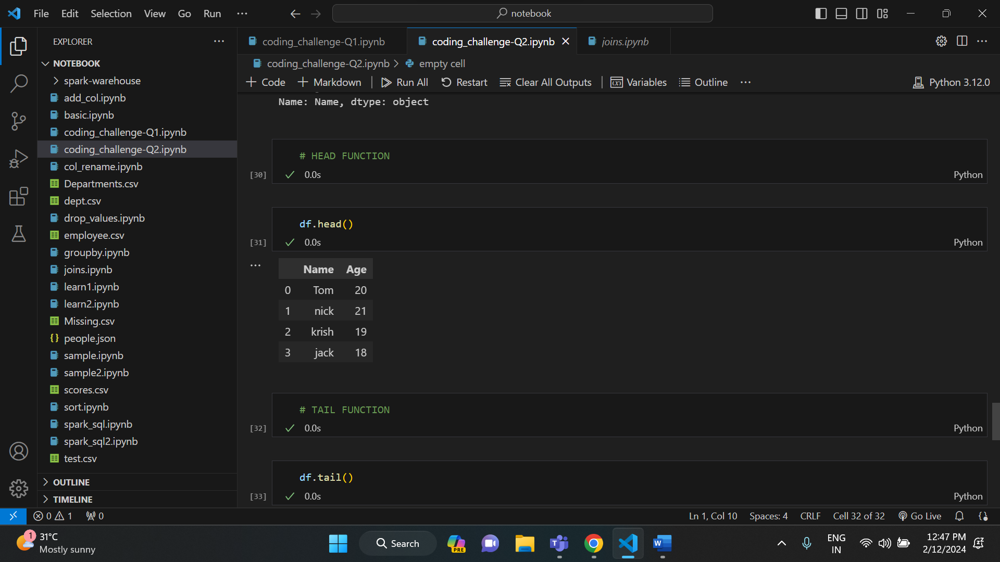 File Edit Selection View Go Run ···
notebook
EXPLORER
NOTEBOOK
spark-warehouse
add_col.ipynb
basic.ipynb
coding_challenge-Q1.ipynb
coding_challenge-Q2.ipynb
col_rename.ipynb
Departments.csv
dept.csv
drop_values.ipynb
employee.csv
groupby.ipynb
joins.ipynb
learn1.ipynb
learn2.ipynb
Missing.csv
people.json
sample.ipynb
sample2.ipynb
scores.csv
sort.ipynb
spark_sql.ipynb
spark_sql2.ipynb
test.csv
OUTLINE
TIMELINE
coding_challenge-Q1.ipynb coding_challenge-Q2.ipynb joins.ipynb
coding_challenge-Q2.ipynb > empty cell
+ Code + Markdown | Run All Restart Clear All Outputs | Variables Outline ··· Python 3.12.0
Name: Name, dtype: object
# HEAD FUNCTION
[30] 0.0s Python
df.head()
[31] 0.0s Python
Name Age
0 Tom 20
1 nick 21
2 krish 19
3 jack 18
# TAIL FUNCTION
[32] 0.0s Python
df.tail()
[33] 0.0s Python
0 1 0 Ln 1, Col 10 Spaces: 4 CRLF Cell 32 of 32 Go Live
1 31°C
Mostly sunny
Search
PRE
ENG
IN
12:47 PM
2/12/2024